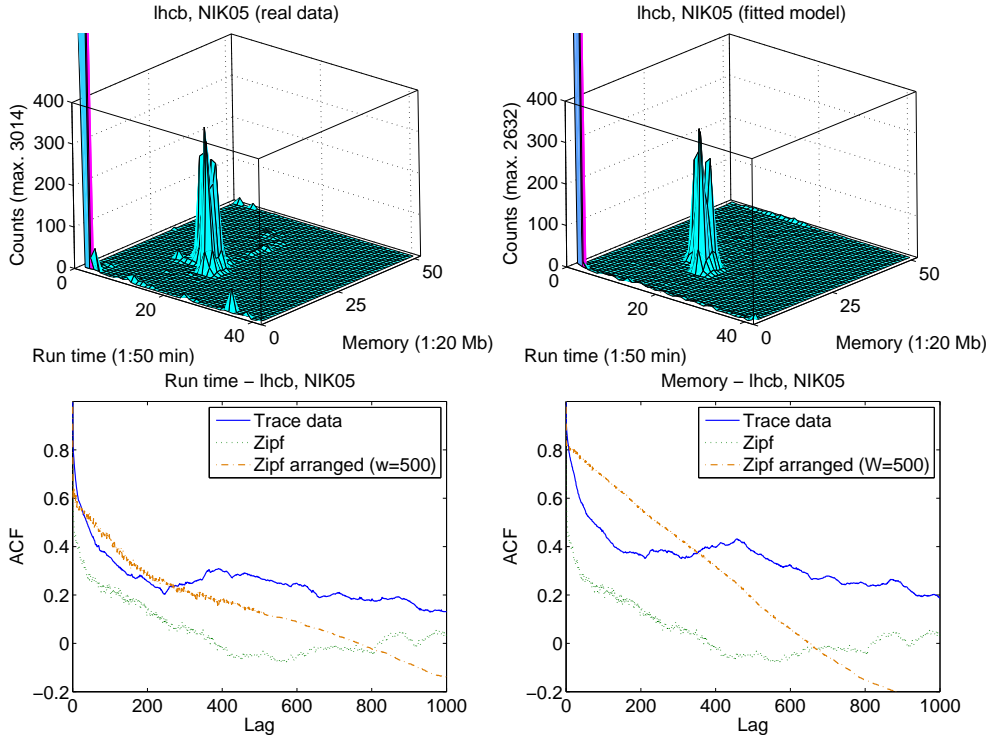 lhcb, NIK05 (real data)
Counts (max. 3014)
400
300
200
100
0
0
20
40
Run time (1:50 min)
0
25
50
Memory (1:20 Mb)
lhcb, NIK05 (fitted model)
Counts (max. 2632)
400
300
200
100
0
0
20
40
Run time (1:50 min)
0
25
50
Memory (1:20 Mb)
Run time − lhcb, NIK05
ACF
0.8
0.6
0.4
0.2
0
−0.2
Trace data
Zipf
Zipf arranged (w=500)
0 200 400 600 800 1000
Lag
Memory − lhcb, NIK05
ACF
0.8
0.6
0.4
0.2
0
−0.2
Trace data
Zipf
Zipf arranged (W=500)
0 200 400 600 800 1000
Lag